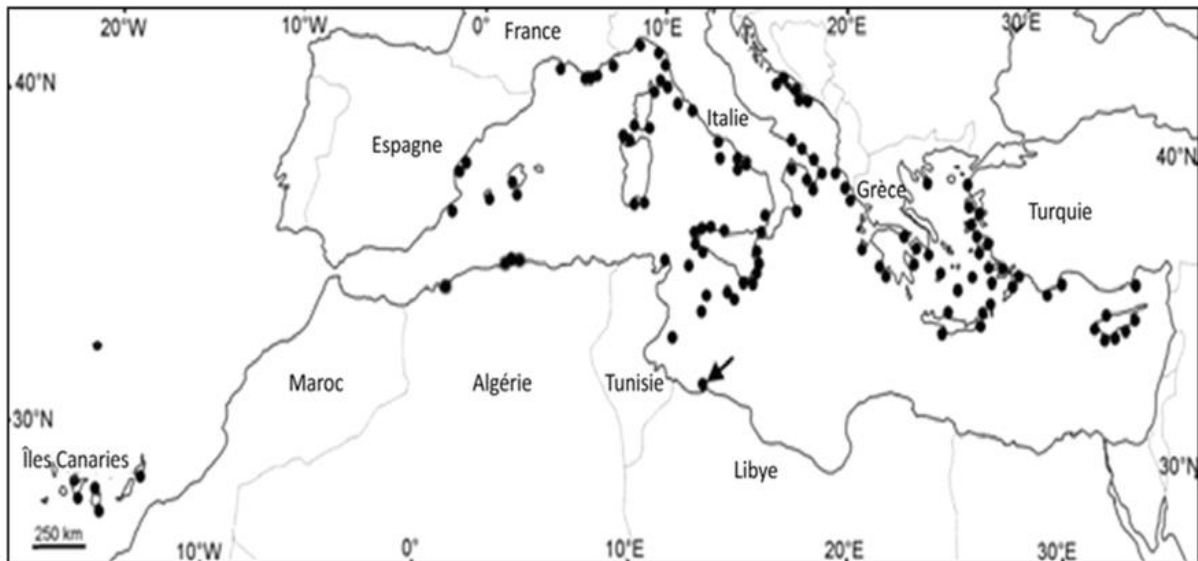 20°W
10°W
0°
10°E
20°E
30°E
France
40°N
Italie
Espagne
40°N
Grèce
Turquie
Maroc
Algérie
Tunisie
30°N
Îles Canaries
Libye
30°N
250 km
10°W
0°
10°E
20°E
30°E